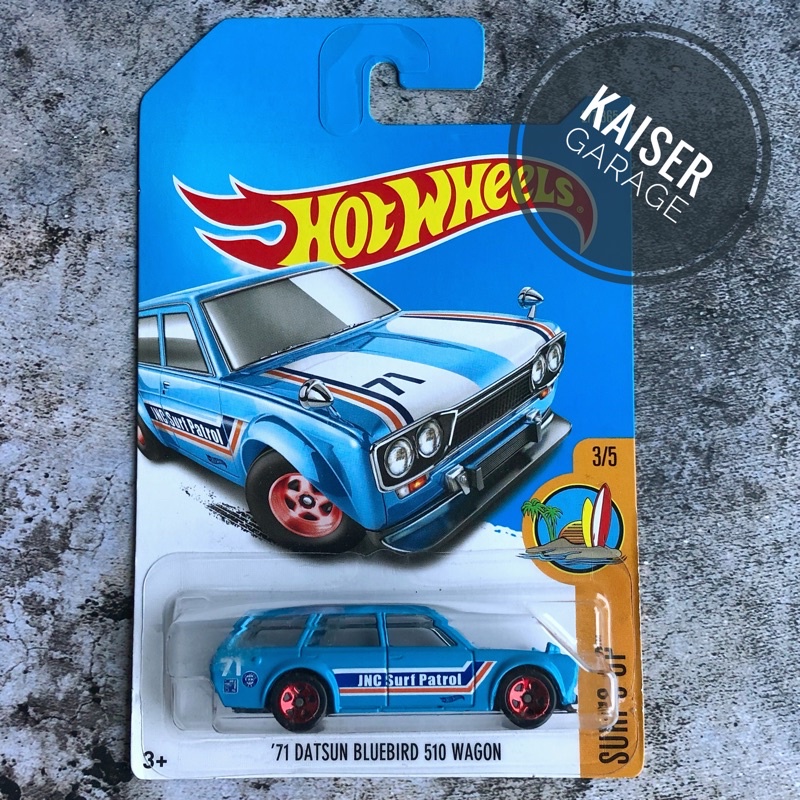 KAISER
GARAGE
HOT WHEELS
71
JNC Surf Patrol
3/5
71
JNC Surf Patrol
SURF'S UP
3+
'71 DATSUN BLUEBIRD 510 WAGON